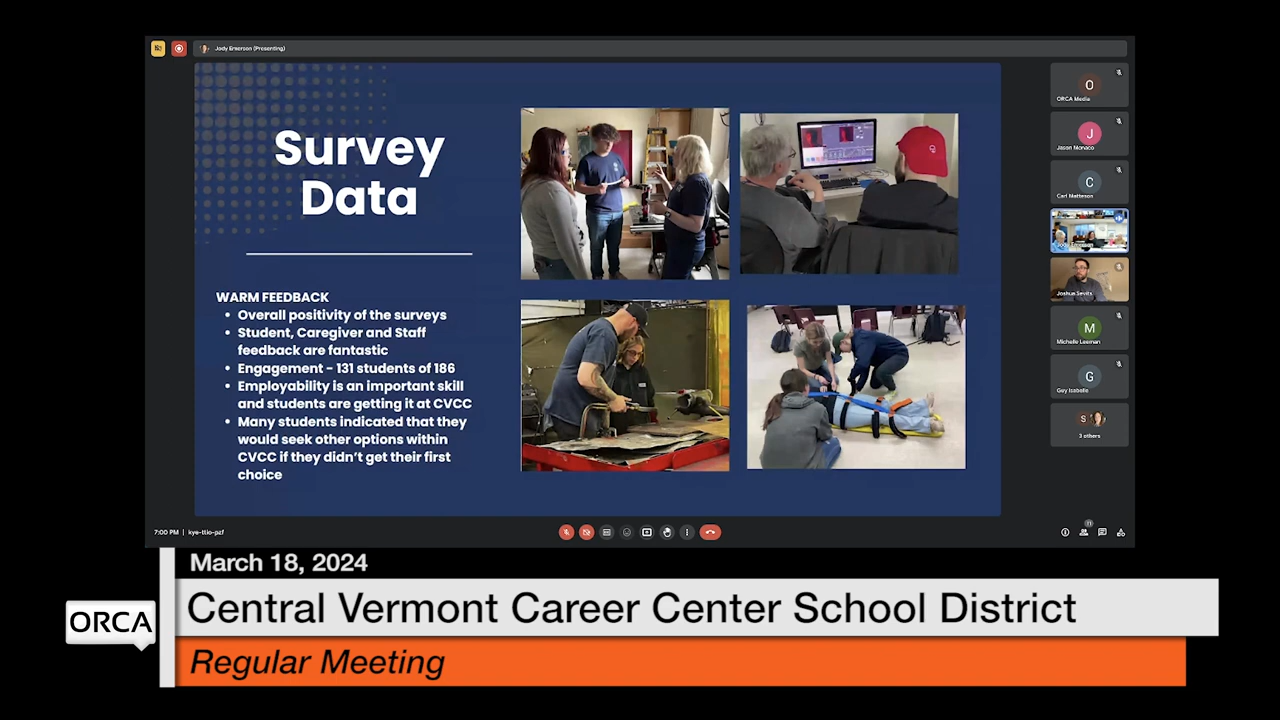 Jody Emerson (Presenting)
Survey
Data
WARM FEEDBACK
• Overall positivity of the surveys
• Student, Caregiver and Staff
feedback are fantastic
• Engagement - 131 students of 186
• Employability is an important skill
and students are getting it at CVCC
• Many students indicated that they
would seek other options within
CVCC if they didn't get their first
choice
O
ORCA Media
J
Jason Monaco
C
Carl Matteson
Joshua Sevits
M
Michelle Leeman
G
Guy Isabelle
S
3 others
7:00 PM | kye-ttio-pzf
11
March 18, 2024
ORCA
Central Vermont Career Center School District
Regular Meeting